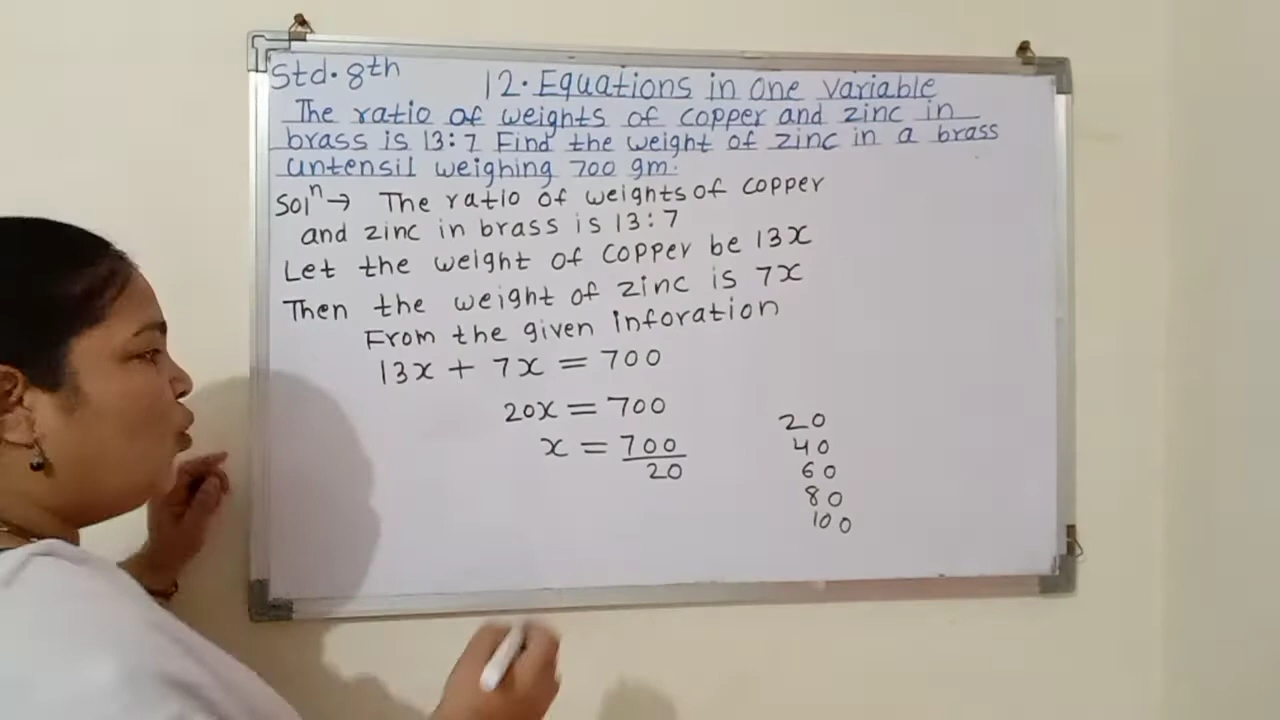 Std. 8th
12. Equations in one variable
The ratio of weights of copper and zinc in
brass is 13:7 Find the weight of zinc in a brass
untensil weighing 700 gm.
Solⁿ → The ratio of weights of copper
and zinc in brass is 13:7
Let the weight of copper be 13x
Then the weight of zinc is 7x
From the given inforation
13x + 7x = 700
20x = 700
x = 700
20
20
40
60
80
100